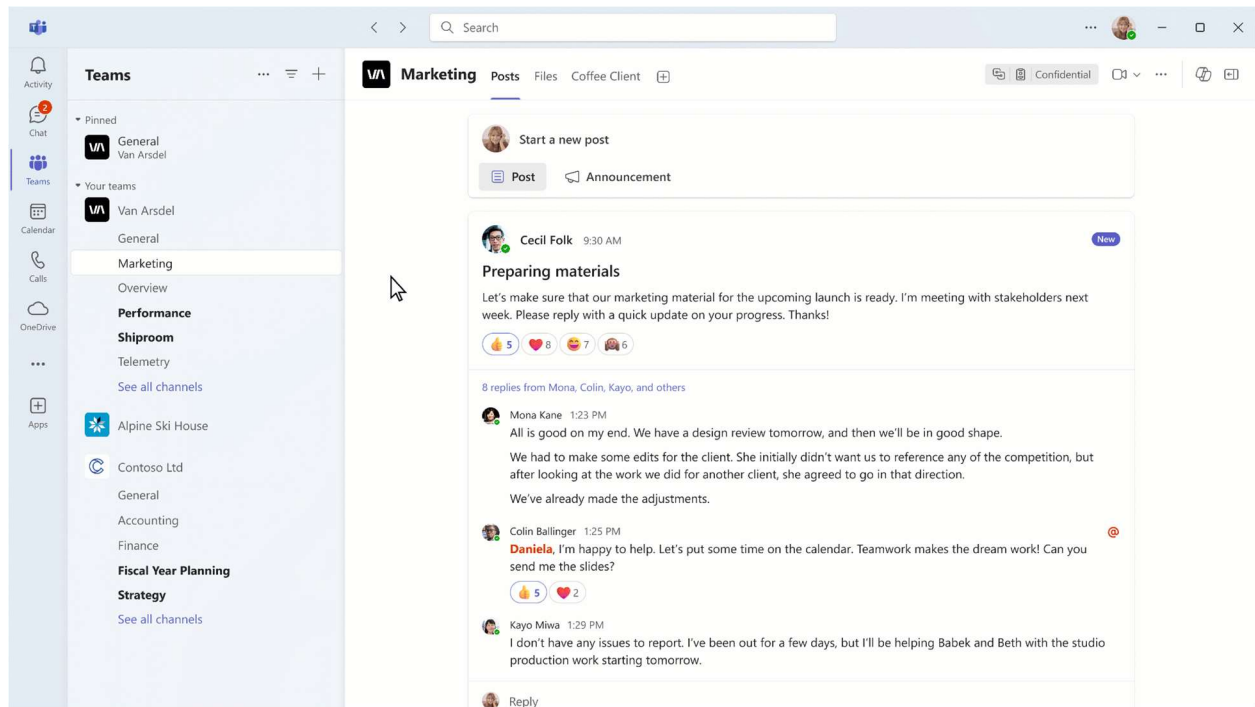 Search
Activity
2
Chat
Teams
Calendar
Calls
OneDrive
Apps
Teams
Pinned
VA
General
Van Arsdel
Your teams
VA
Van Arsdel
General
Marketing
Overview
Performance
Shiproom
Telemetry
See all channels
Alpine Ski House
Contoso Ltd
General
Accounting
Finance
Fiscal Year Planning
Strategy
See all channels
VA Marketing Posts Files Coffee Client
Confidential
Start a new post
Post Announcement
Cecil Folk 9:30 AM
New
Preparing materials
Let's make sure that our marketing material for the upcoming launch is ready. I'm meeting with stakeholders next
week. Please reply with a quick update on your progress. Thanks!
5 8 7 6
8 replies from Mona, Colin, Kayo, and others
Mona Kane 1:23 PM
All is good on my end. We have a design review tomorrow, and then we'll be in good shape.
We had to make some edits for the client. She initially didn't want us to reference any of the competition, but
after looking at the work we did for another client, she agreed to go in that direction.
We've already made the adjustments.
Colin Ballinger 1:25 PM
@
Daniela, I'm happy to help. Let's put some time on the calendar. Teamwork makes the dream work! Can you
send me the slides?
5 2
Kayo Miwa 1:29 PM
I don't have any issues to report. I've been out for a few days, but I'll be helping Babek and Beth with the studio
production work starting tomorrow.
Reply